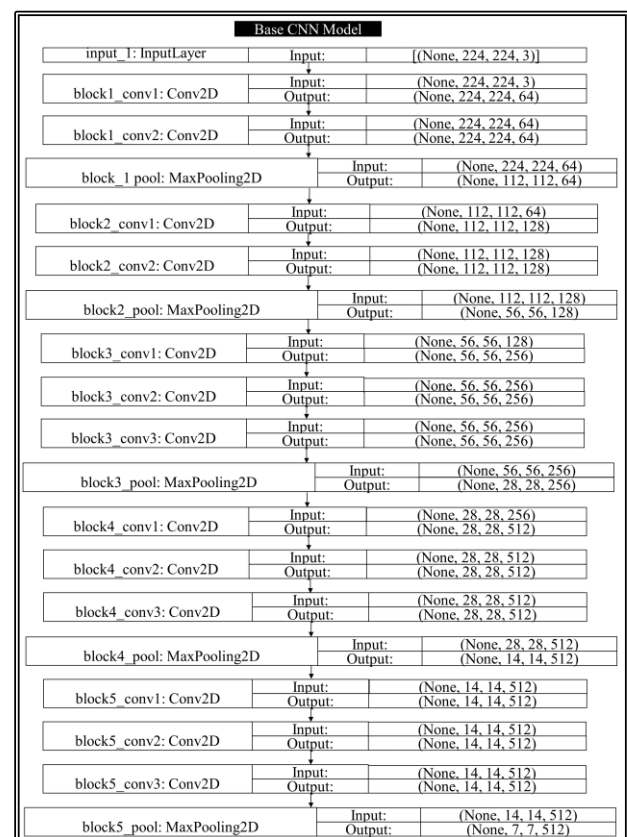 Base CNN Model
input_1: InputLayer Input: [(None, 224, 224, 3)]
block1_conv1: Conv2D Input: (None, 224, 224, 3)
Output: (None, 224, 224, 64)
block1_conv2: Conv2D Input: (None, 224, 224, 64)
Output: (None, 224, 224, 64)
block_1 pool: MaxPooling2D Input: (None, 224, 224, 64)
Output: (None, 112, 112, 64)
block2_conv1: Conv2D Input: (None, 112, 112, 64)
Output: (None, 112, 112, 128)
block2_conv2: Conv2D Input: (None, 112, 112, 128)
Output: (None, 112, 112, 128)
block2_pool: MaxPooling2D Input: (None, 112, 112, 128)
Output: (None, 56, 56, 128)
block3_conv1: Conv2D Input: (None, 56, 56, 128)
Output: (None, 56, 56, 256)
block3_conv2: Conv2D Input: (None, 56, 56, 256)
Output: (None, 56, 56, 256)
block3_conv3: Conv2D Input: (None, 56, 56, 256)
Output: (None, 56, 56, 256)
block3_pool: MaxPooling2D Input: (None, 56, 56, 256)
Output: (None, 28, 28, 256)
block4_conv1: Conv2D Input: (None, 28, 28, 256)
Output: (None, 28, 28, 512)
block4_conv2: Conv2D Input: (None, 28, 28, 512)
Output: (None, 28, 28, 512)
block4_conv3: Conv2D Input: (None, 28, 28, 512)
Output: (None, 28, 28, 512)
block4_pool: MaxPooling2D Input: (None, 28, 28, 512)
Output: (None, 14, 14, 512)
block5_conv1: Conv2D Input: (None, 14, 14, 512)
Output: (None, 14, 14, 512)
block5_conv2: Conv2D Input: (None, 14, 14, 512)
Output: (None, 14, 14, 512)
block5_conv3: Conv2D Input: (None, 14, 14, 512)
Output: (None, 14, 14, 512)
block5_pool: MaxPooling2D Input: (None, 14, 14, 512)
Output: (None, 7, 7, 512)